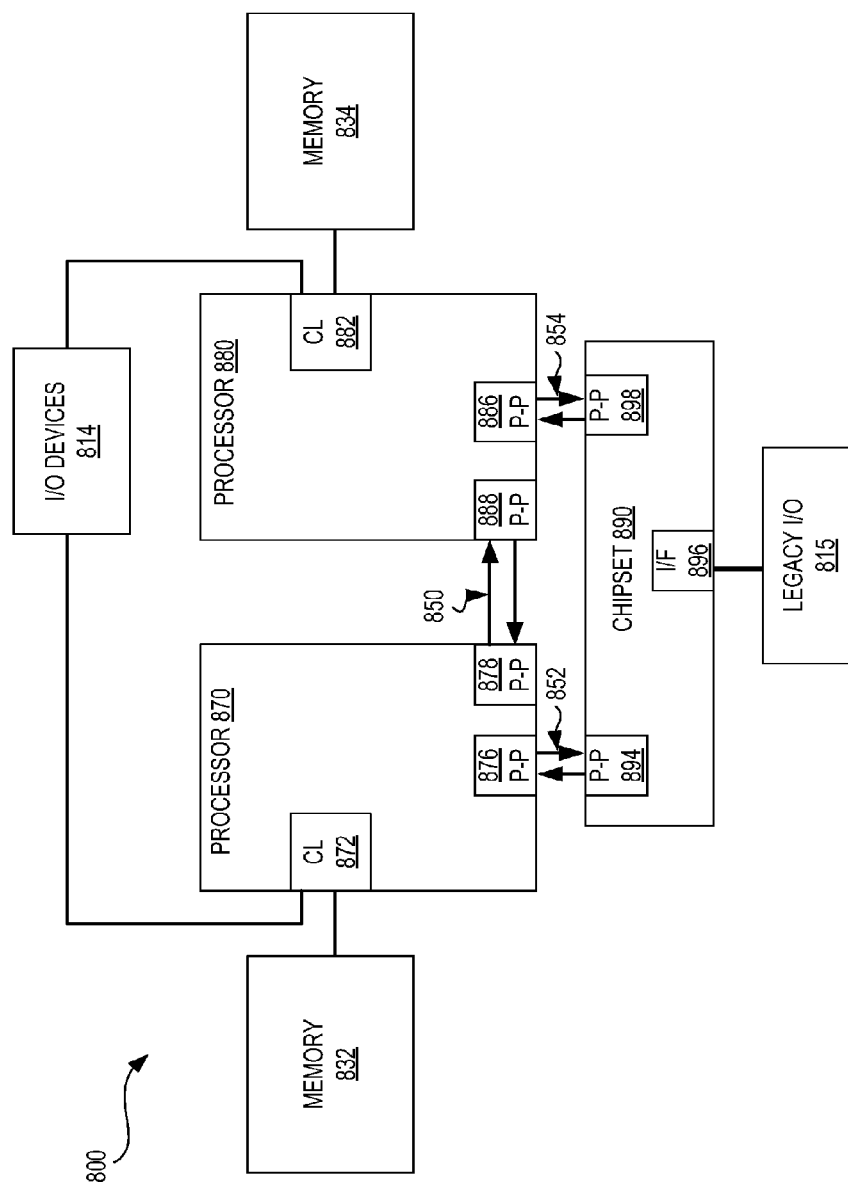 800
I/O DEVICES
814
MEMORY
832
MEMORY
834
PROCESSOR 870
CL
872
876
P-P
878
P-P
850
PROCESSOR 880
CL
882
888
P-P
886
P-P
852
854
P-P
894
CHIPSET 890
P-P
898
I/F
896
LEGACY I/O
815